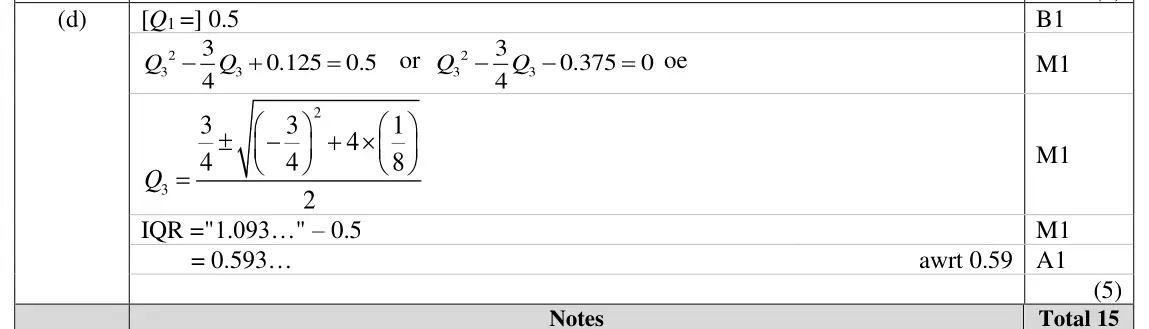 (d) [Q₁ =] 0.5 B1
Q₃² − 3/4 Q₃ + 0.125 = 0.5 or Q₃² − 3/4 Q₃ − 0.375 = 0 oe M1
Q₃ = (3/4 ± √((−3/4)² + 4×(1/8)))/2 M1
IQR ="1.093…" – 0.5 M1
= 0.593… awrt 0.59 A1
(5)
Notes Total 15